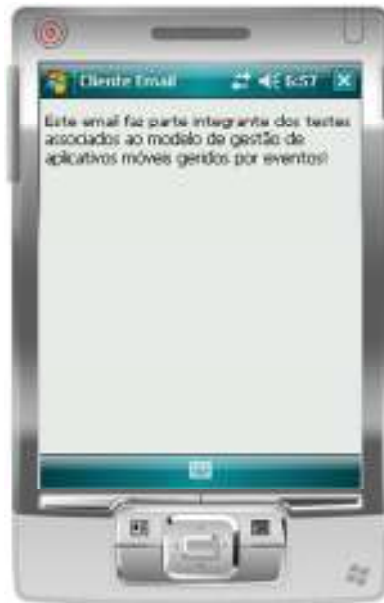 Cliente Email 6:57
Este email faz parte integrante dos testes
associados ao modelo de gestão de
aplicativos móveis geridos por eventos!